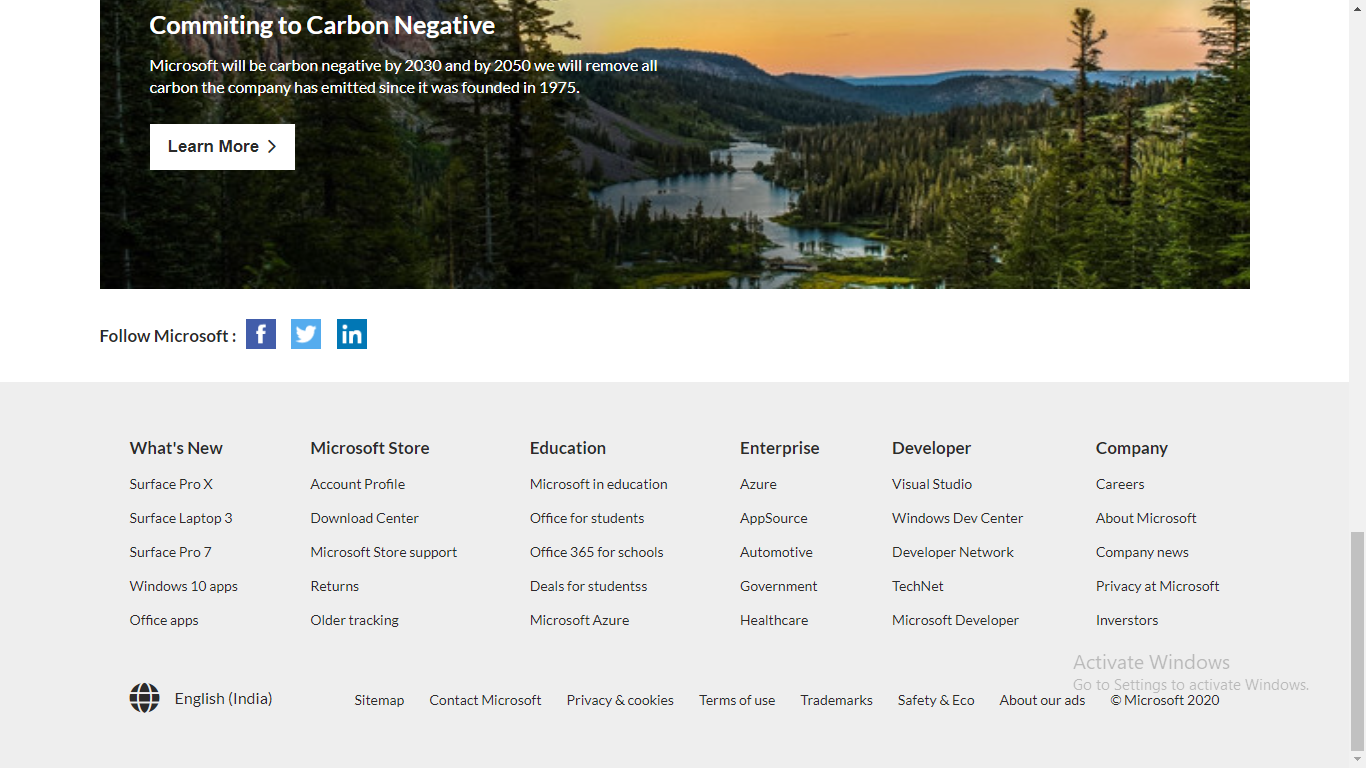 Commiting to Carbon Negative
Microsoft will be carbon negative by 2030 and by 2050 we will remove all
carbon the company has emitted since it was founded in 1975.
Learn More
Follow Microsoft :
What's New
Surface Pro X
Surface Laptop 3
Surface Pro 7
Windows 10 apps
Office apps
Microsoft Store
Account Profile
Download Center
Microsoft Store support
Returns
Older tracking
Education
Microsoft in education
Office for students
Office 365 for schools
Deals for studentss
Microsoft Azure
Enterprise
Azure
AppSource
Automotive
Government
Healthcare
Developer
Visual Studio
Windows Dev Center
Developer Network
TechNet
Microsoft Developer
Company
Careers
About Microsoft
Company news
Privacy at Microsoft
Inverstors
Activate Windows
Go to Settings to activate Windows.
English (India)
Sitemap Contact Microsoft Privacy & cookies Terms of use Trademarks Safety & Eco About our ads © Microsoft 2020